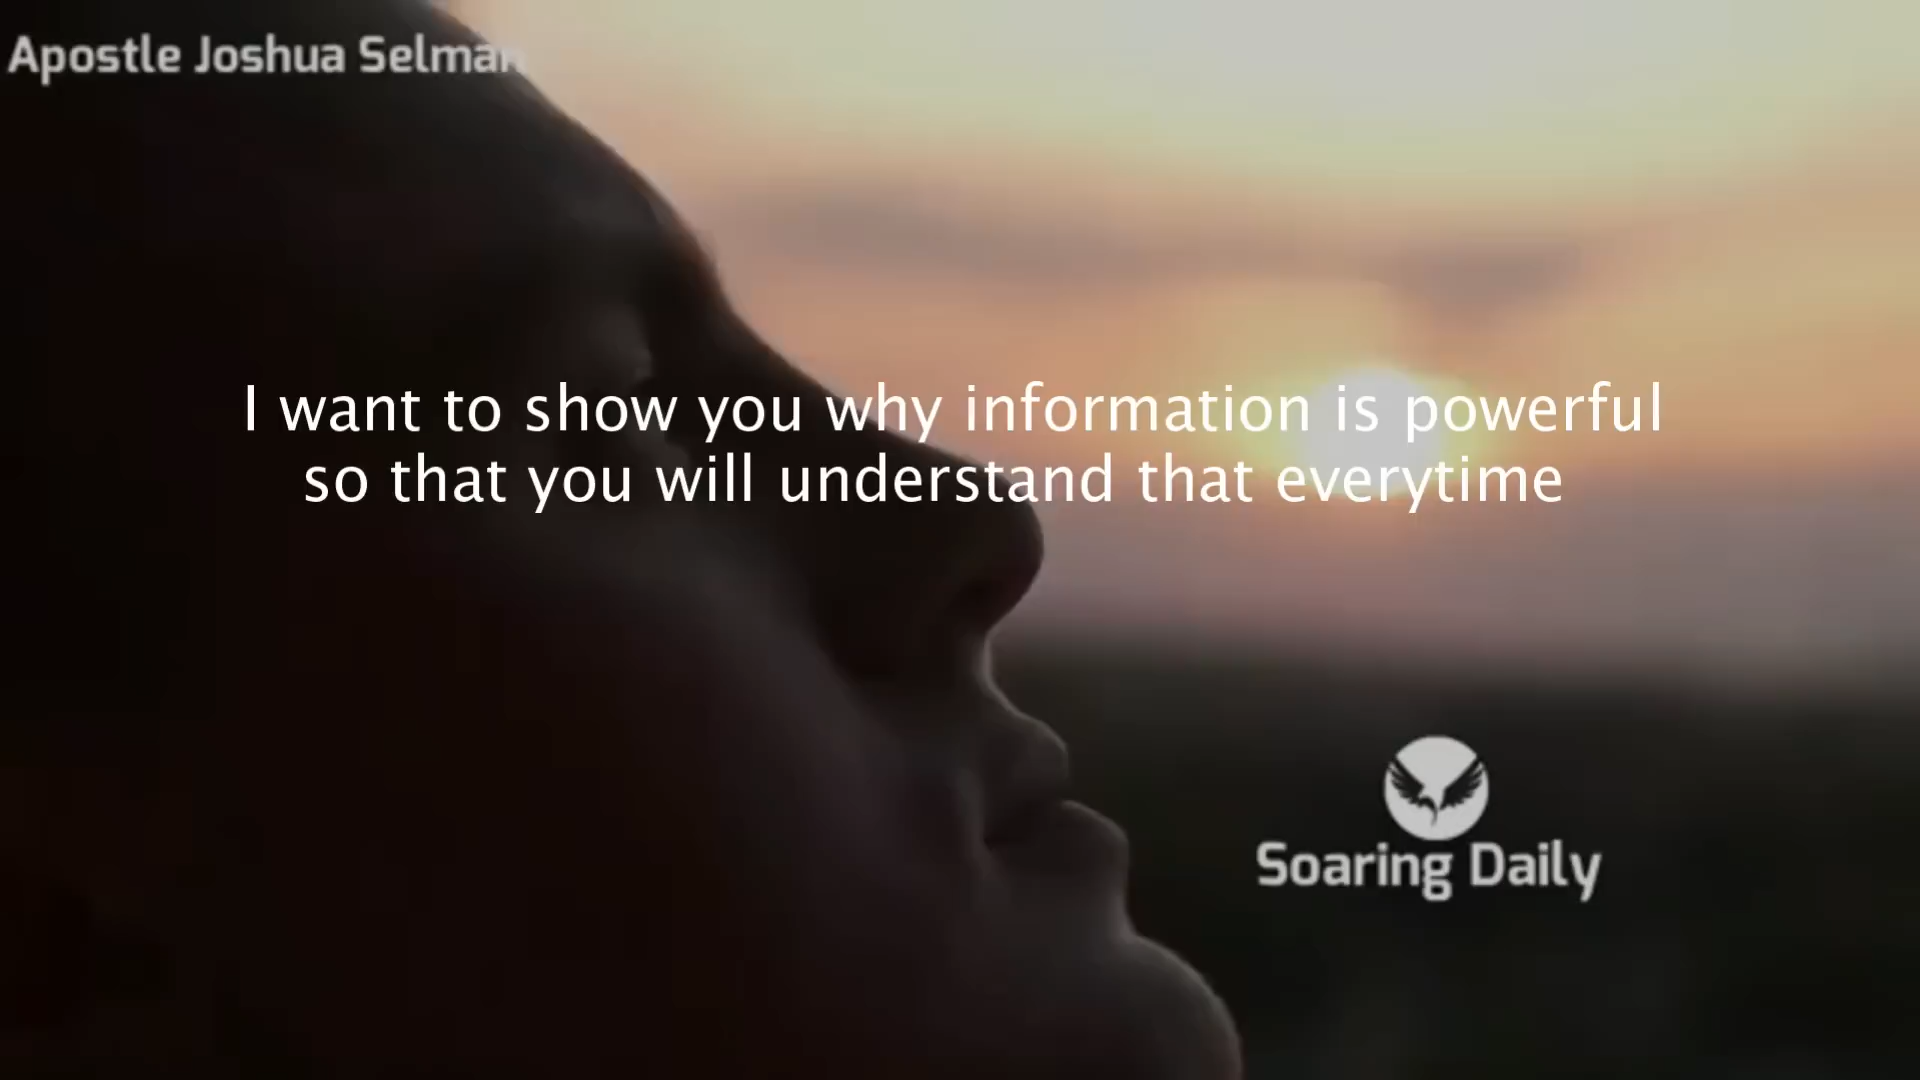 Apostle Joshua Selman
I want to show you why information is powerful
so that you will understand that everytime
Soaring Daily